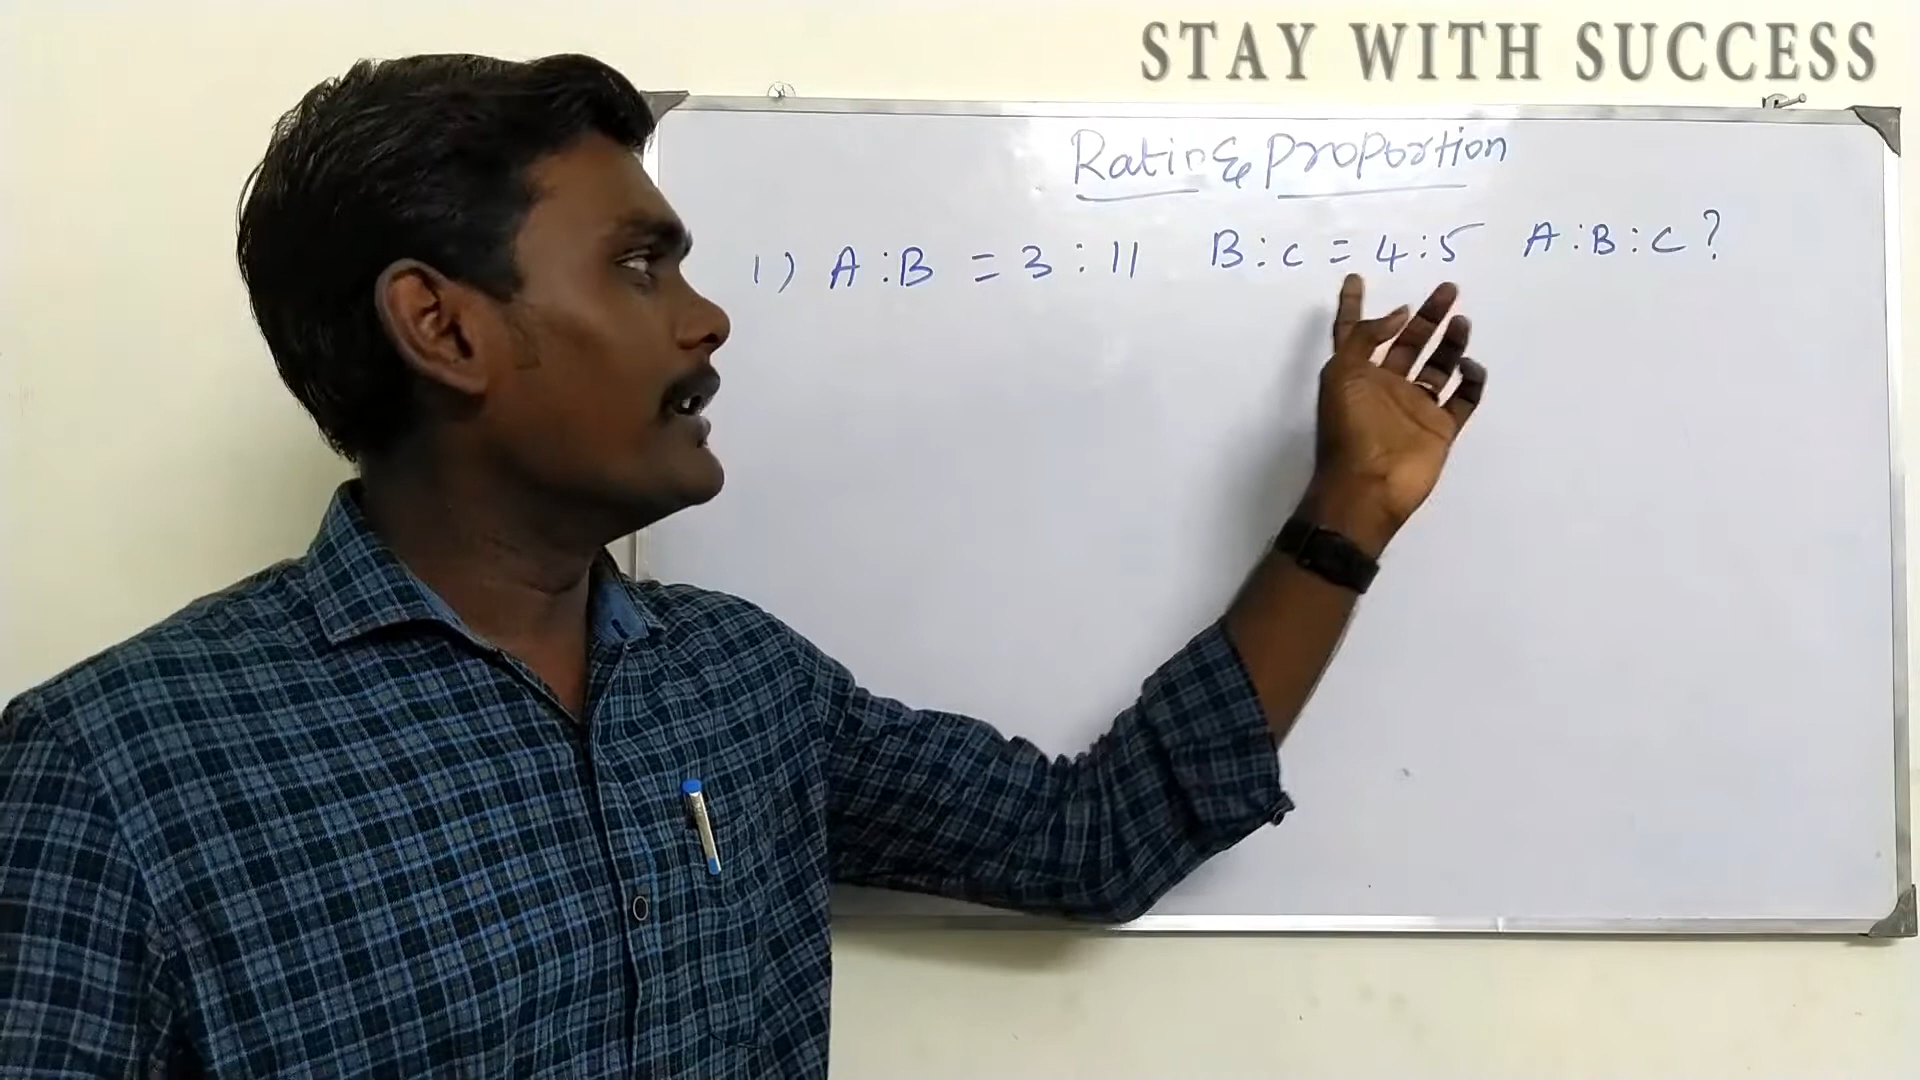 STAY WITH SUCCESS
Ratio & Proportion
1) A:B = 3:11 B:C = 4:5 A:B:C?